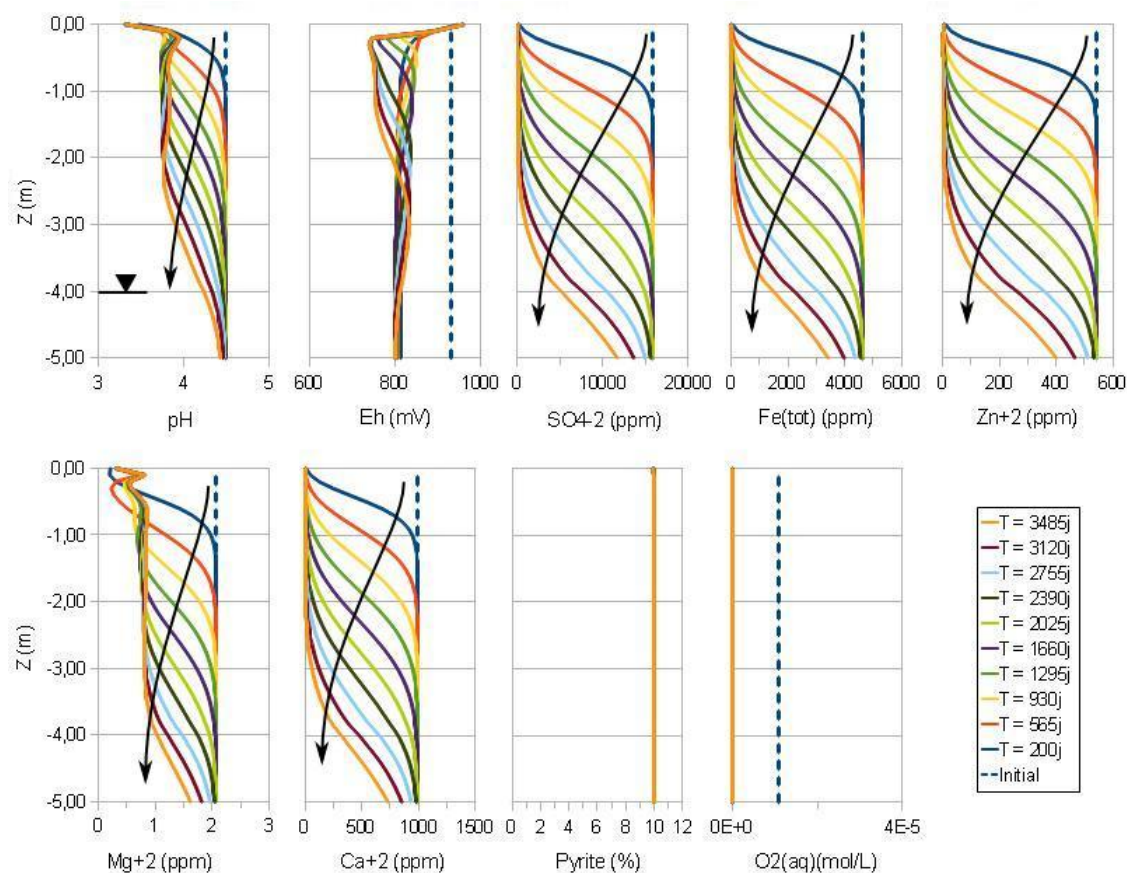 0,00
-1,00
-2,00
-3,00
-4,00
-5,00
Z (m)
3 4 5
pH
600 800 1000
Eh (mV)
0 10000 20000
SO4-2 (ppm)
0 2000 4000 6000
Fe(tot) (ppm)
0 200 400 600
Zn+2 (ppm)
0,00
-1,00
-2,00
-3,00
-4,00
-5,00
Z (m)
0 1 2 3
Mg+2 (ppm)
0 500 1000 1500
Ca+2 (ppm)
0 2 4 6 8 10 12
Pyrite (%)
0E+0 4E-5
O2(aq)(mol/L)
T = 3485j
T = 3120j
T = 2755j
T = 2390j
T = 2025j
T = 1660j
T = 1295j
T = 930j
T = 565j
T = 200j
Initial